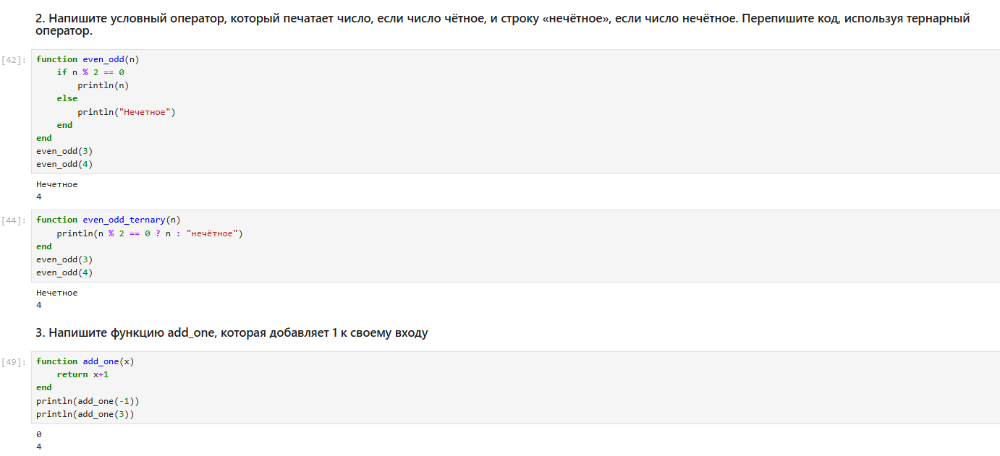 2. Напишите условный оператор, который печатает число, если число чётное, и строку «нечётное», если число нечётное. Перепишите код, используя тернарный
оператор.
[42]:
function even_odd(n)
    if n % 2 == 0
        println(n)
    else
        println("Нечетное")
    end
end
even_odd(3)
even_odd(4)
Нечетное
4
[44]:
function even_odd_ternary(n)
    println(n % 2 == 0 ? n : "нечётное")
end
even_odd(3)
even_odd(4)
Нечетное
4
3. Напишите функцию add_one, которая добавляет 1 к своему входу
[49]:
function add_one(x)
    return x+1
end
println(add_one(-1))
println(add_one(3))
0
4